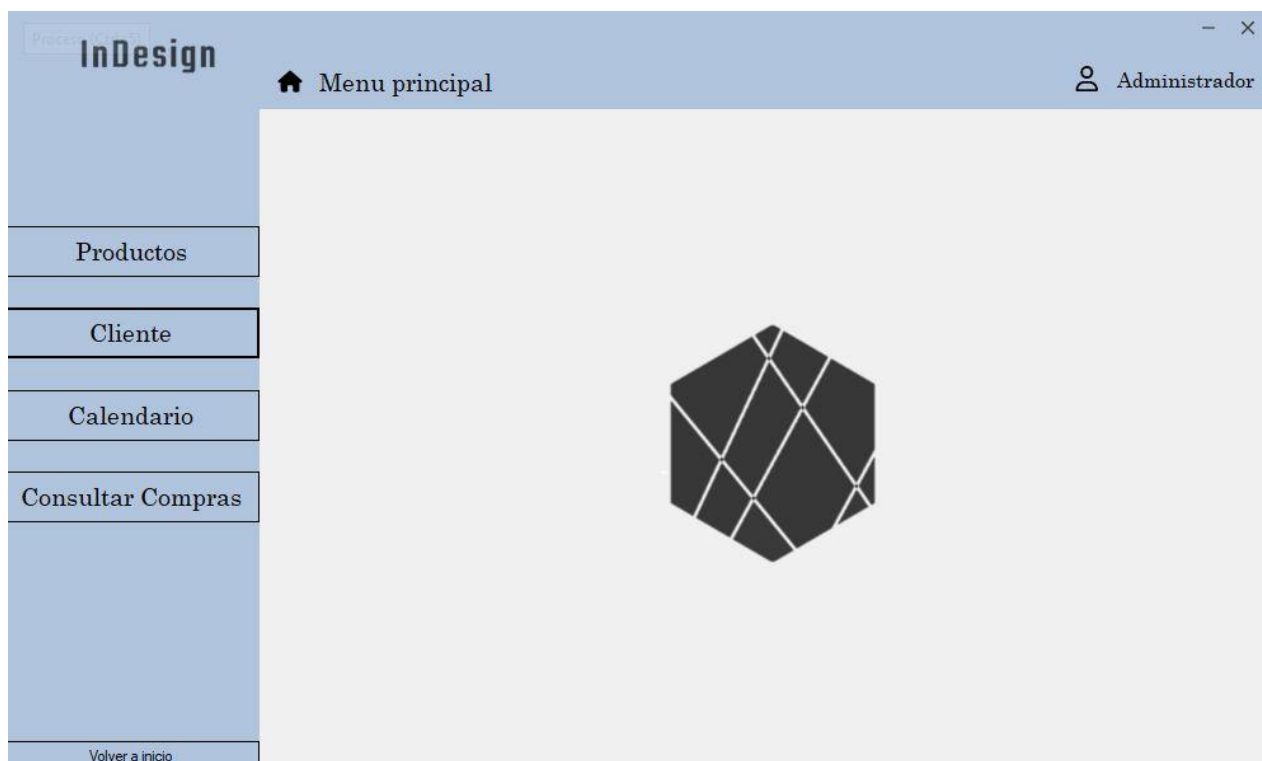 InDesign
Menu principal
Administrador
Productos
Cliente
Calendario
Consultar Compras
Volver a inicio